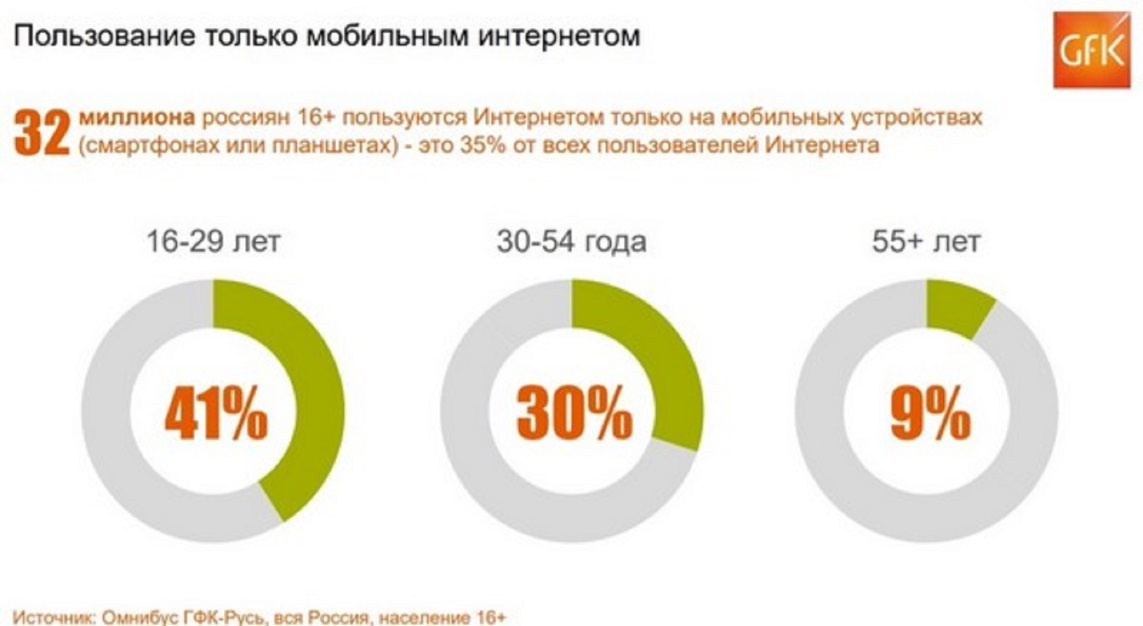 Пользование только мобильным интернетом
GfK
32 миллиона россиян 16+ пользуются Интернетом только на мобильных устройствах
(смартфонах или планшетах) - это 35% от всех пользователей Интернета
16-29 лет
30-54 года
55+ лет
41%
30%
9%
Источник: Омнибус ГФК-Русь, вся Россия, население 16+